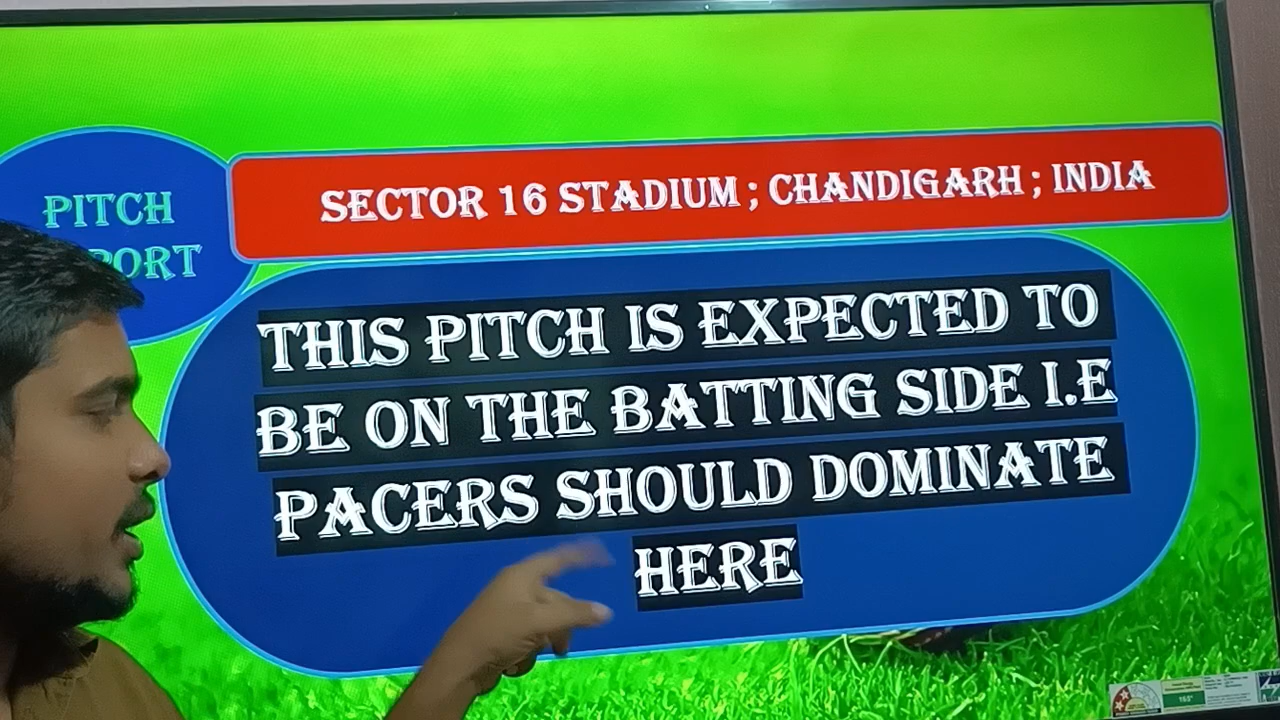 PITCH
PORT
SECTOR 16 STADIUM ; CHANDIGARH ; INDIA
THIS PITCH IS EXPECTED TO
BE ON THE BATTING SIDE I.E
PACERS SHOULD DOMINATE
HERE